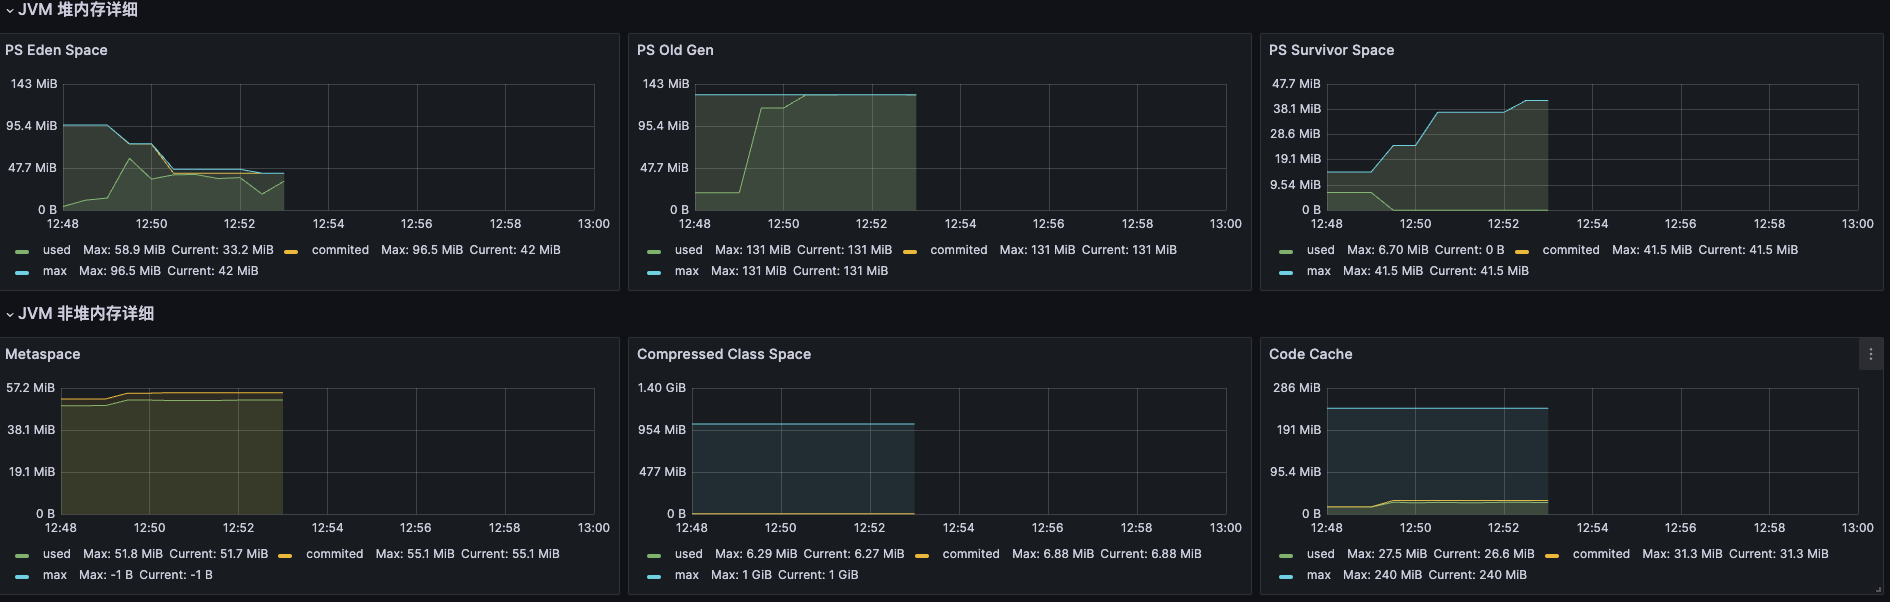 JVM 堆内存详细
PS Eden Space
143 MiB
95.4 MiB
47.7 MiB
0 B
12:48 12:50 12:52 12:54 12:56 12:58 13:00
used Max: 58.9 MiB Current: 33.2 MiB commited Max: 96.5 MiB Current: 42 MiB
max Max: 96.5 MiB Current: 42 MiB
PS Old Gen
143 MiB
95.4 MiB
47.7 MiB
0 B
12:48 12:50 12:52 12:54 12:56 12:58 13:00
used Max: 131 MiB Current: 131 MiB commited Max: 131 MiB Current: 131 MiB
max Max: 131 MiB Current: 131 MiB
PS Survivor Space
47.7 MiB
38.1 MiB
28.6 MiB
19.1 MiB
9.54 MiB
0 B
12:48 12:50 12:52 12:54 12:56 12:58 13:00
used Max: 6.70 MiB Current: 0 B commited Max: 41.5 MiB Current: 41.5 MiB
max Max: 41.5 MiB Current: 41.5 MiB
JVM 非堆内存详细
Metaspace
57.2 MiB
38.1 MiB
19.1 MiB
0 B
12:48 12:50 12:52 12:54 12:56 12:58 13:00
used Max: 51.8 MiB Current: 51.7 MiB commited Max: 55.1 MiB Current: 55.1 MiB
max Max: -1 B Current: -1 B
Compressed Class Space
1.40 GiB
954 MiB
477 MiB
0 B
12:48 12:50 12:52 12:54 12:56 12:58 13:00
used Max: 6.29 MiB Current: 6.27 MiB commited Max: 6.88 MiB Current: 6.88 MiB
max Max: 1 GiB Current: 1 GiB
Code Cache
286 MiB
191 MiB
95.4 MiB
0 B
12:48 12:50 12:52 12:54 12:56 12:58 13:00
used Max: 27.5 MiB Current: 26.6 MiB commited Max: 31.3 MiB Current: 31.3 MiB
max Max: 240 MiB Current: 240 MiB